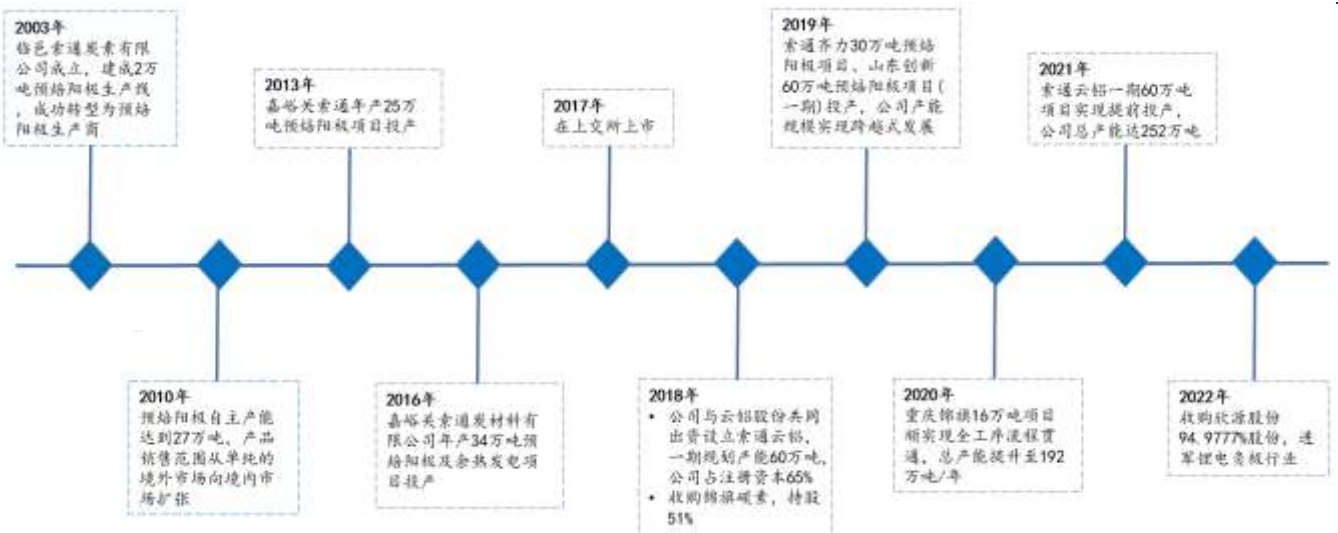 2003年
临邑索通炭素有限
公司成立，建成2万
吨预焙阳极生产线
，成功转型为预焙
阳极生产商
2010年
预焙阳极自主产能
达到27万吨，产品
销售范围从单纯的
境外市场向境内市
场扩张
2013年
嘉峪关索通年产25万
吨预焙阳极项目投产
2016年
嘉峪关索通发材料有
限公司年产34万吨预
焙阳极及余热发电项
目投产
2017年
在上交所上市
2018年
• 公司与云铝股份共同
出资设立索通云铝，
一期规划产能60万吨，
公司占注册资本65%
• 收购锦旗碳素，持股
51%
2019年
索通齐力30万吨预焙
阳极项目、山东创新
60万吨预焙阳极项目(
一期)投产，公司产能
规模实现跨越式发展
2020年
重庆锦旗16万吨项目
顺实现全工序流程贯
通，总产能提升至192
万吨/年
2021年
索通云铝一期60万吨
项目实现提前投产，
公司总产能达252万吨
2022年
收购欣源股份
94.9777%股份，进
军锂电负极行业